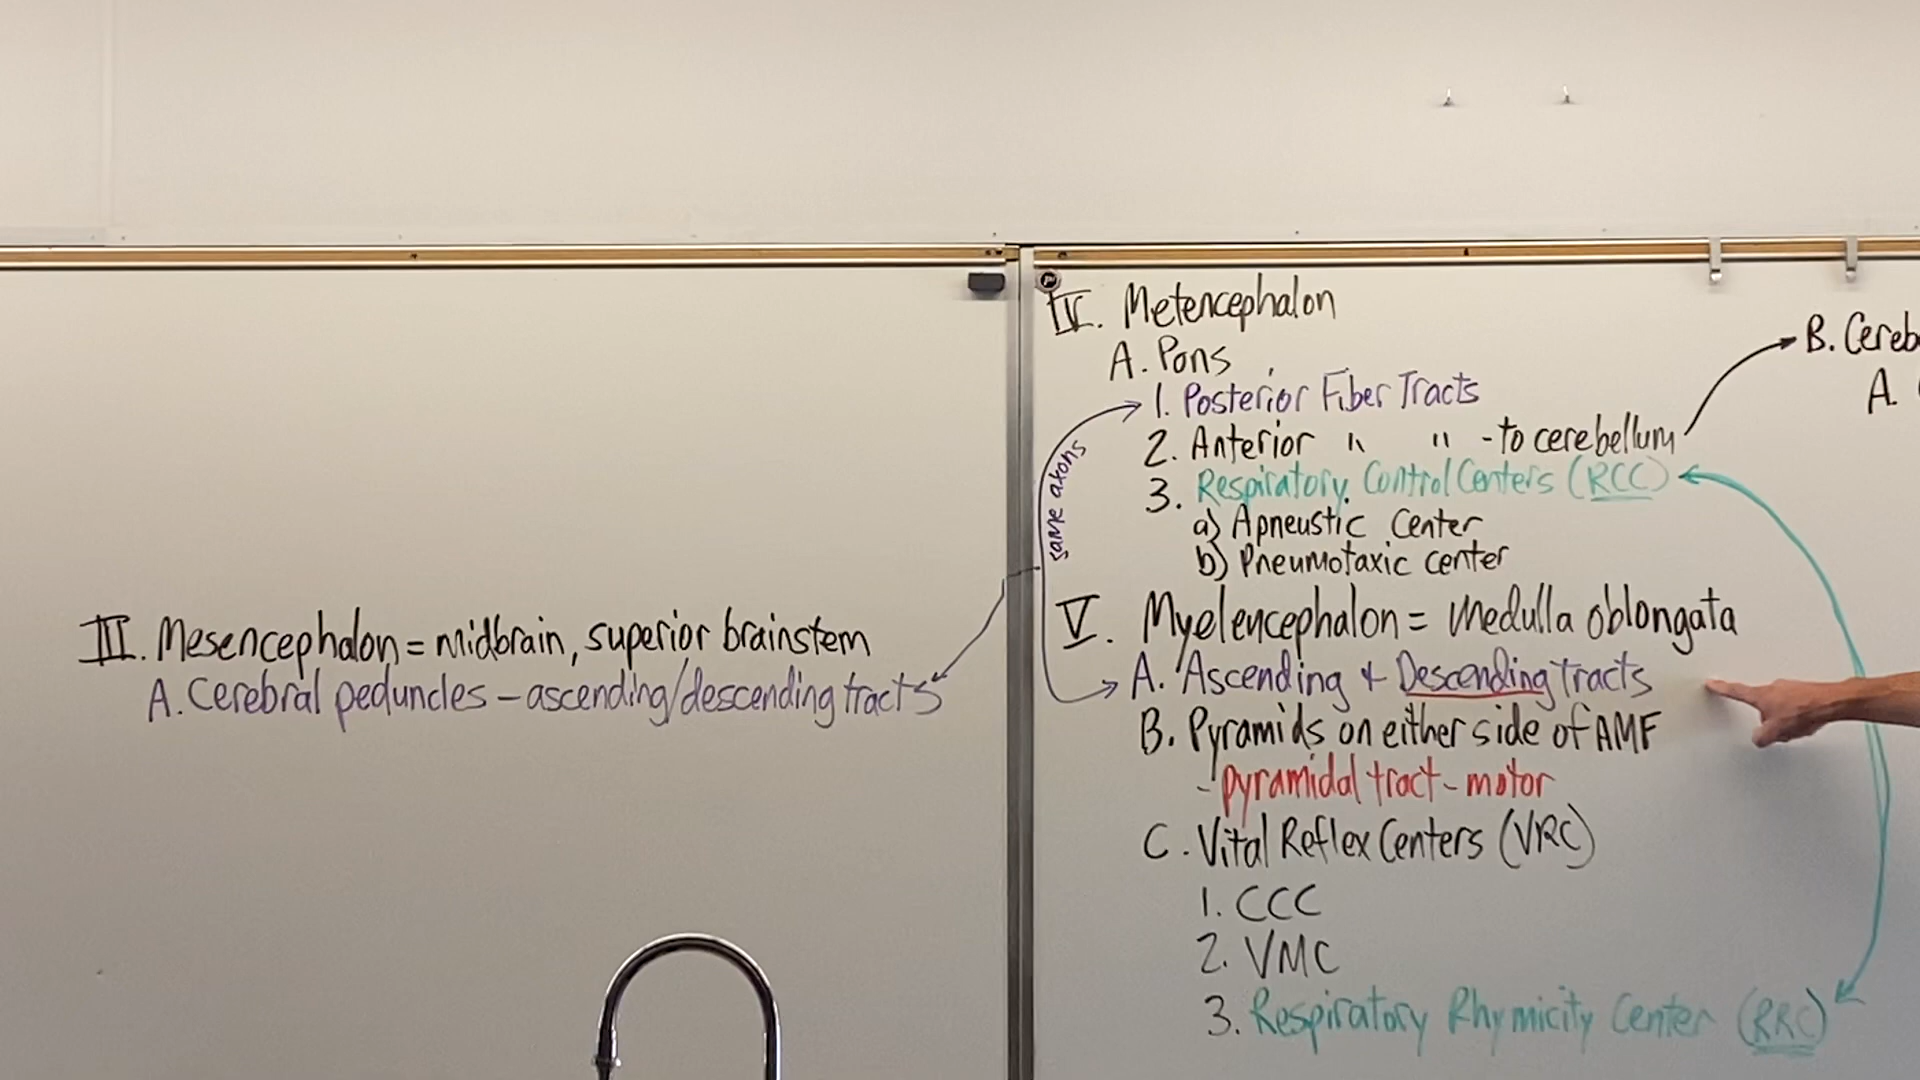 III. Mesencephalon = midbrain, superior brainstem
A. Cerebral peduncles - ascending/descending tracts
same axons
IV. Metencephalon
A. Pons
1. Posterior Fiber Tracts
2. Anterior " " - to cerebellum
3. Respiratory Control Centers (RCC)
a) Apneustic Center
b) Pneumotaxic center
V. Myelencephalon = Medulla oblongata
A. Ascending + Descending tracts
B. Pyramids on either side of AMF
- pyramidal tract - motor
C. Vital Reflex Centers (VRC)
1. CCC
2. VMC
3. Respiratory Rhymicity Center (RRC)
B. Cereb
A.